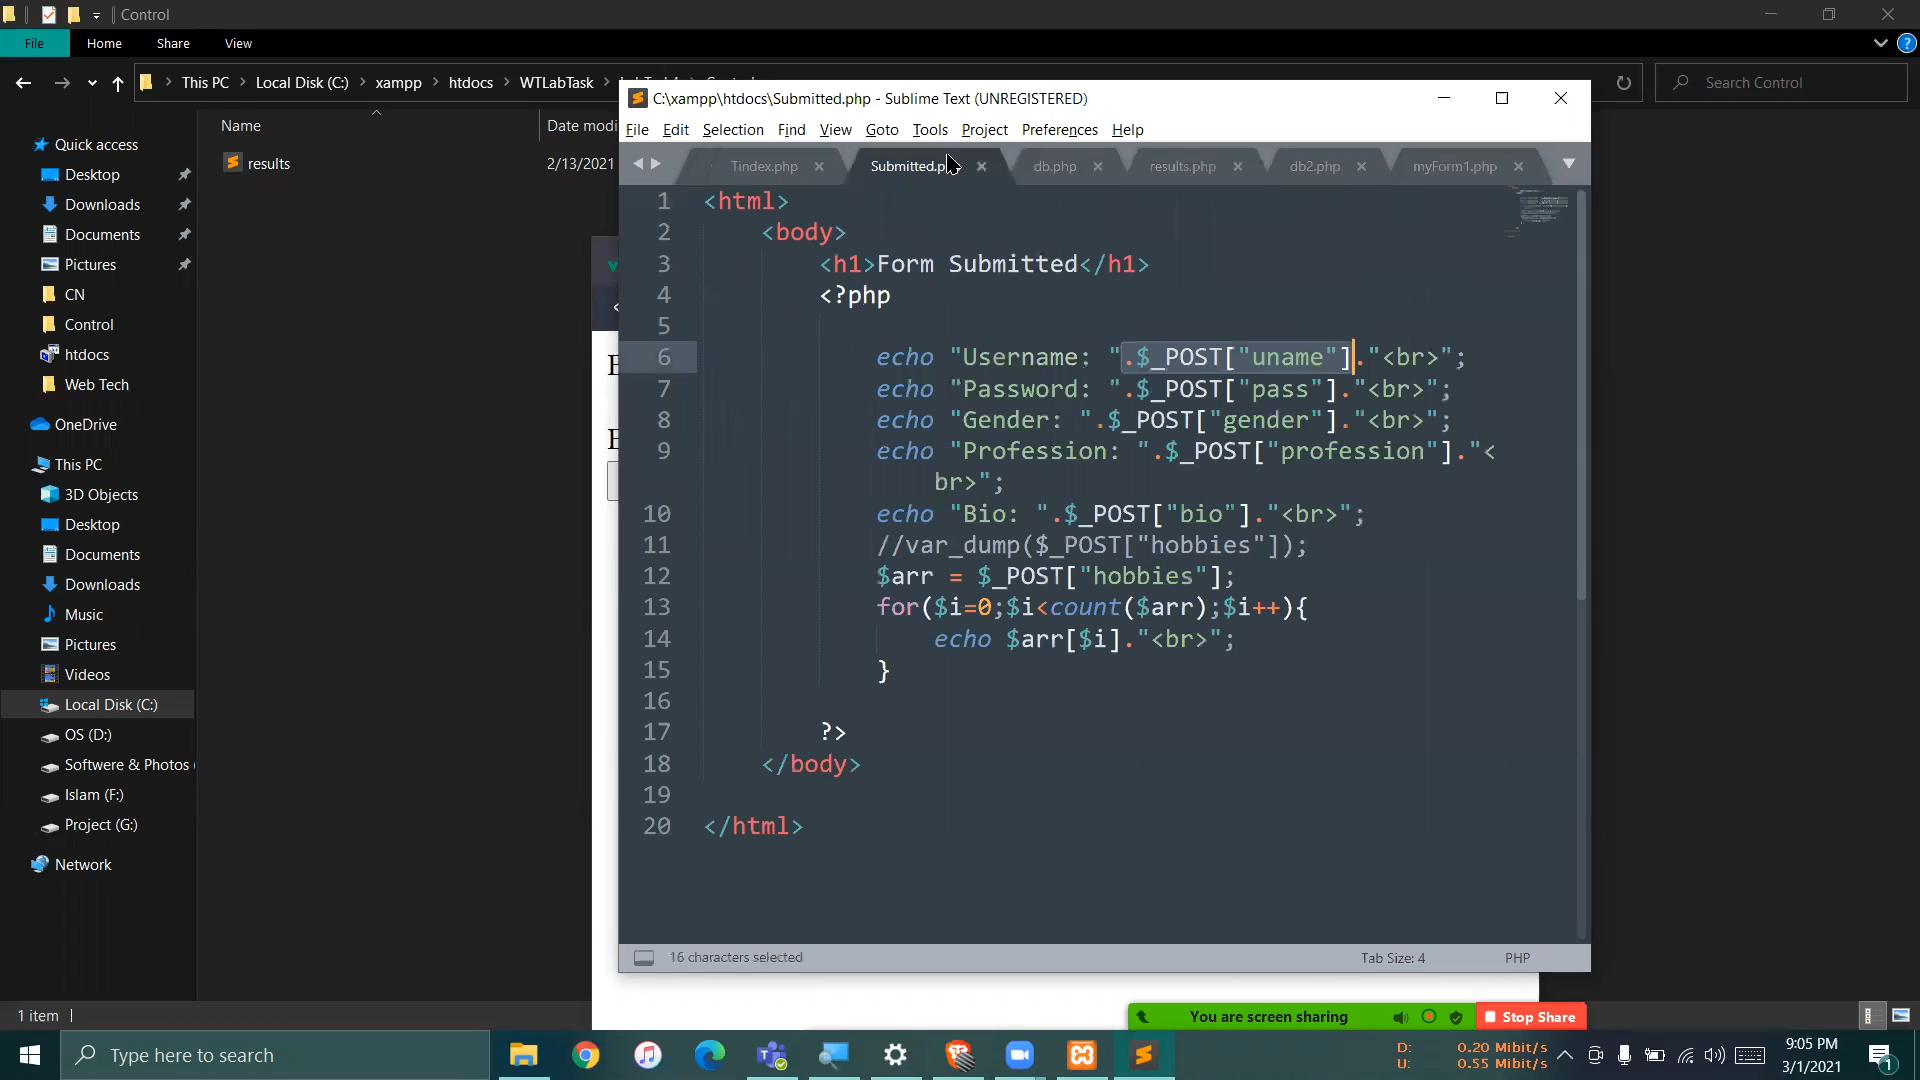 Control
File
Home
Share
View
This PC
Local Disk (C:)
xampp
htdocs
WTLabTask
Search Control
Name
Date modi
results
2/13/2021
Quick access
Desktop
Downloads
Documents
Pictures
CN
Control
htdocs
Web Tech
OneDrive
This PC
3D Objects
Desktop
Documents
Downloads
Music
Pictures
Videos
Local Disk (C:)
OS (D:)
Softwere & Photos
Islam (F:)
Project (G:)
Network
1 item
C:\xampp\htdocs\Submitted.php - Sublime Text (UNREGISTERED)
File Edit Selection Find View Goto Tools Project Preferences Help
Tindex.php
db.php
results.php
db2.php
myForm1.php
1 <html>
2 <body>
3 <h1>Form Submitted</h1>
4 <?php
5
6 echo "Username: ".$_POST["uname"]."<br>";
7 echo "Password: ".$_POST["pass"]."<br>";
8 echo "Gender: ".$_POST["gender"]."<br>";
9 echo "Profession: ".$_POST["profession"]."<
br>";
10 echo "Bio: ".$_POST["bio"]."<br>";
11 //var_dump($_POST["hobbies"]);
12 $arr = $_POST["hobbies"];
13 for($i=0;$i<count($arr);$i++){
14 echo $arr[$i]."<br>";
15 }
16
17 ?>
18 </body>
19
20 </html>
16 characters selected
Tab Size: 4
PHP
You are screen sharing
Stop Share
Type here to search
D: 0.20 Mibit/s
U: 0.55 Mibit/s
9:05 PM
3/1/2021
1